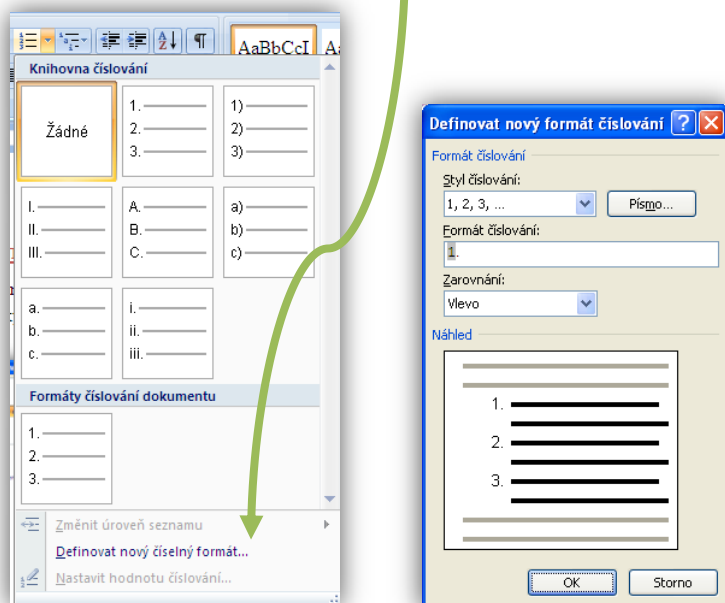 AaBbCcI A
Knihovna číslování
Žádné
1.
2.
3.
1)
2)
3)
I.
II.
III.
A.
B.
C.
a)
b)
c)
a.
b.
c.
i.
ii.
iii.
Formáty číslování dokumentu
1.
2.
3.
Změnit úroveň seznamu
Definovat nový číselný formát...
Nastavit hodnotu číslování...
Definovat nový formát číslování
Formát číslování
Styl číslování:
1, 2, 3, ...
Písmo...
Formát číslování:
1.
Zarovnání:
Vlevo
Náhled
1.
2.
3.
OK
Storno